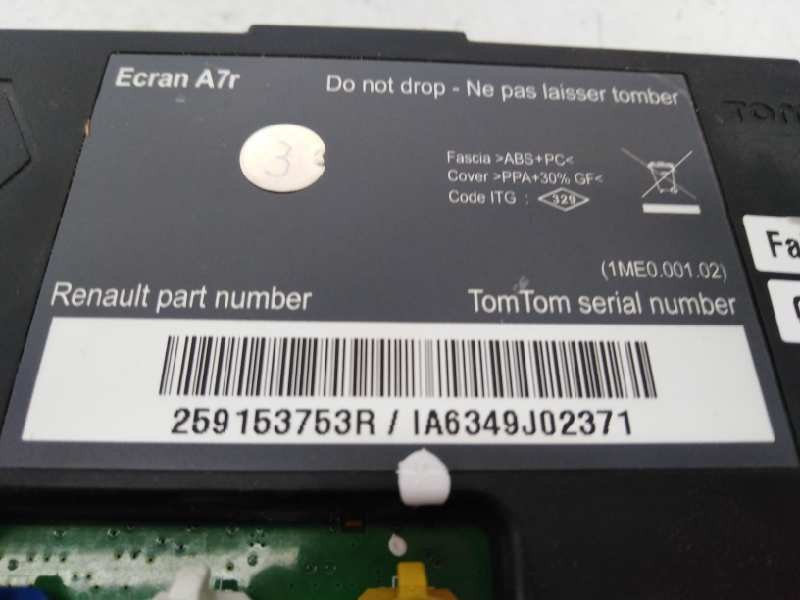 Ecran A7r
Do not drop - Ne pas laisser tomber
3
Fascia >ABS+PC<
Cover >PPA+30% GF<
Code ITG : 329
(1ME0.001.02)
Renault part number
TomTom serial number
259153753R / IA6349J02371